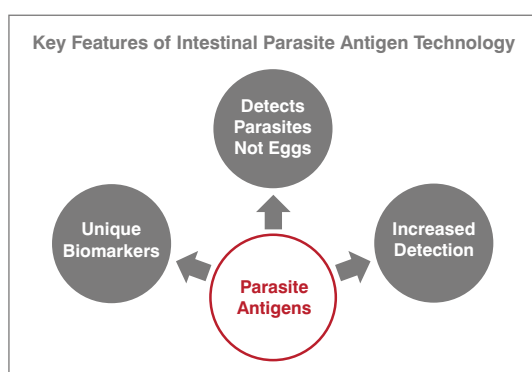 Key Features of Intestinal Parasite Antigen Technology
Detects
Parasites
Not Eggs
Unique
Biomarkers
Increased
Detection
Parasite
Antigens